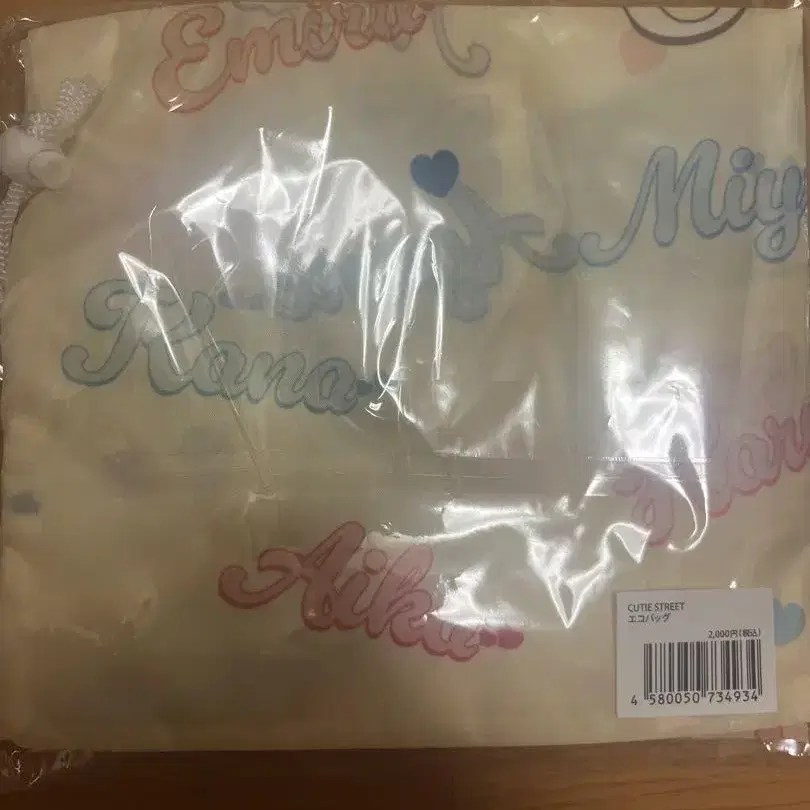 Emiru
Miy
Kana
Aika
CUTIE STREET
エコバッグ
2,000円(税込)
4 580050 734934